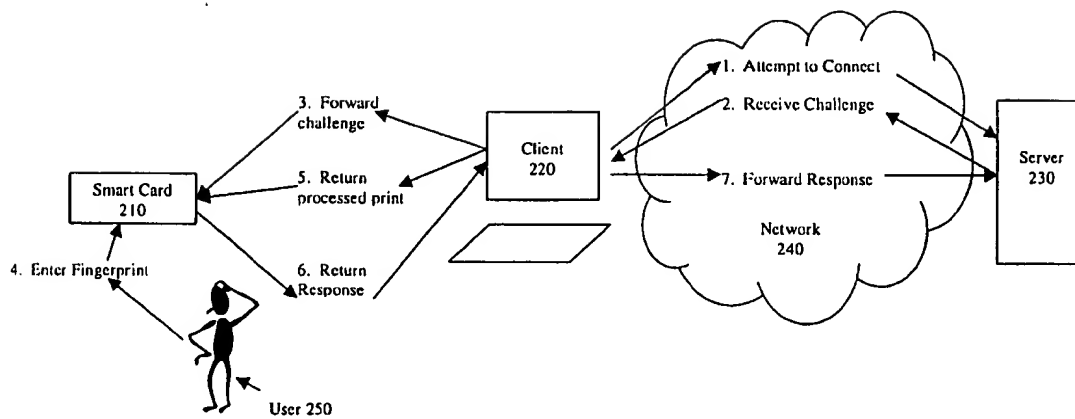 1. Attempt to Connect
2. Receive Challenge
3. Forward
challenge
Client
220
Server
230
5. Return
processed print
7. Forward Response
Smart Card
210
Network
240
4. Enter Fingerprint
6. Return
Response
User 250